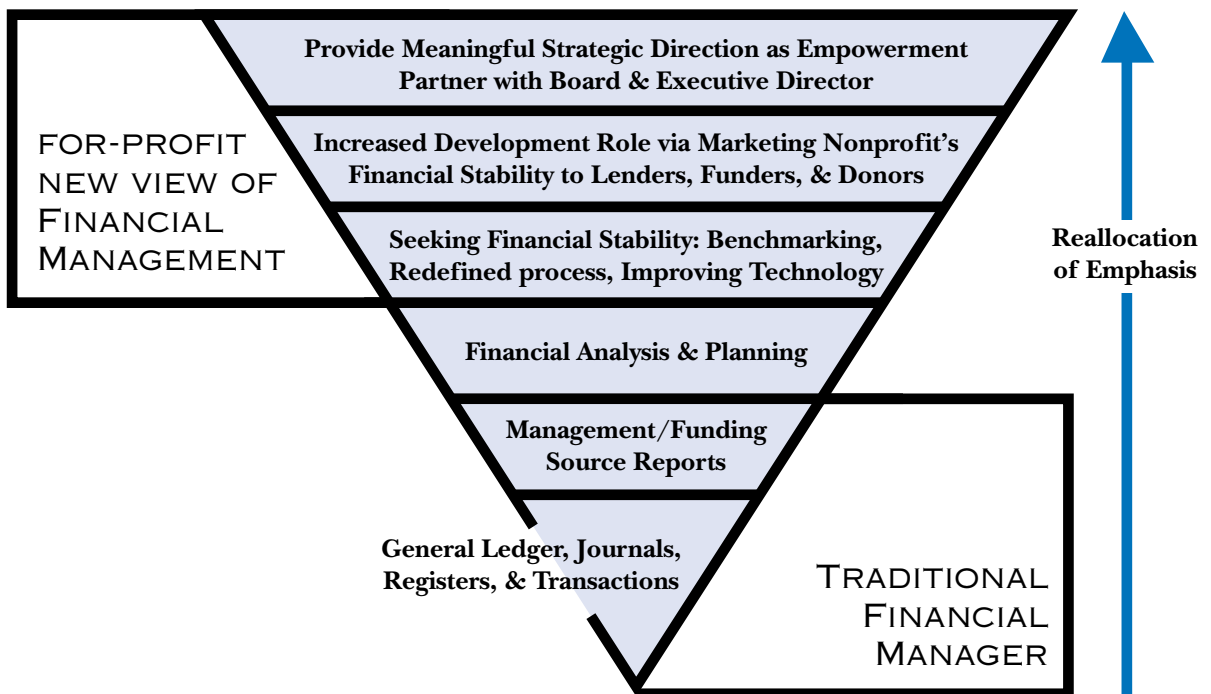 Provide Meaningful Strategic Direction as Empowerment
Partner with Board & Executive Director
FOR-PROFIT
NEW VIEW OF
FINANCIAL
MANAGEMENT
Increased Development Role via Marketing Nonprofit’s
Financial Stability to Lenders, Funders, & Donors
Seeking Financial Stability: Benchmarking,
Redefined process, Improving Technology
Reallocation
of Emphasis
Financial Analysis & Planning
Management/Funding
Source Reports
General Ledger, Journals,
Registers, & Transactions
TRADITIONAL
FINANCIAL
MANAGER